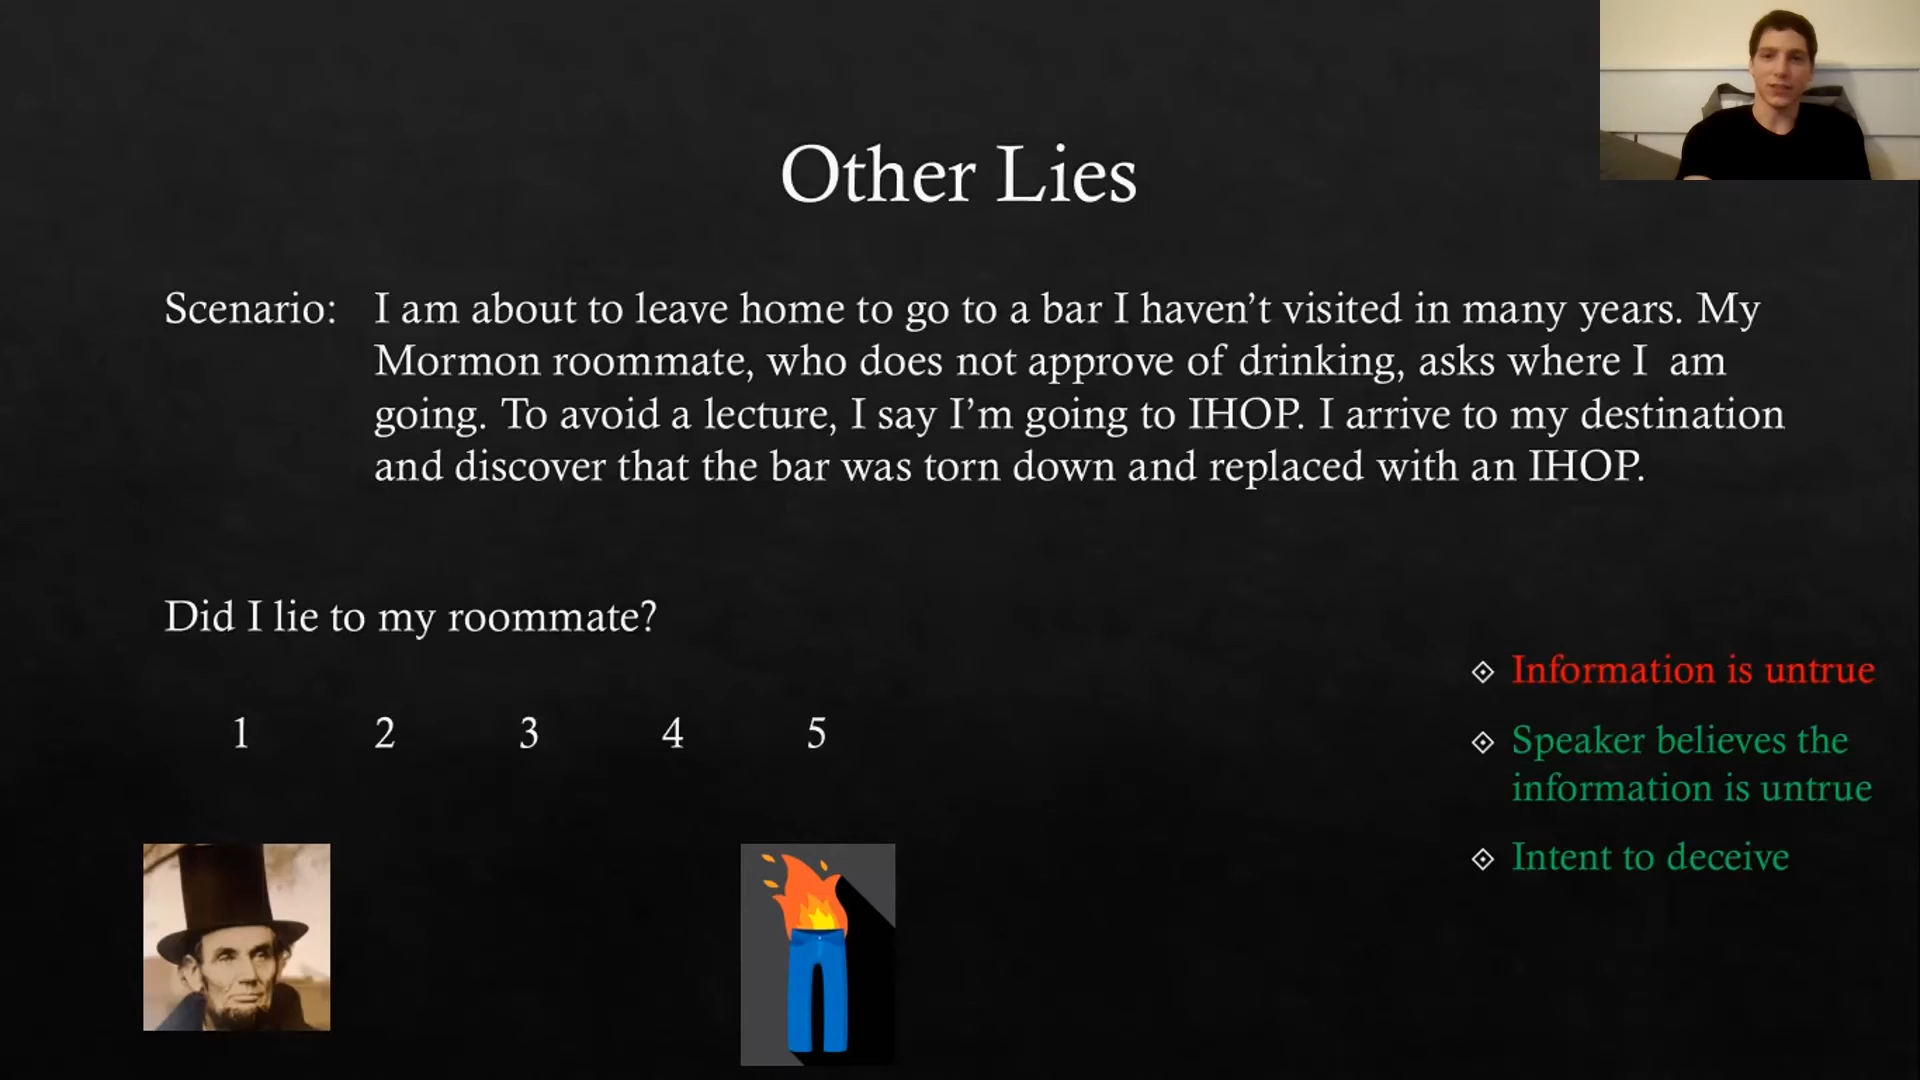 Other Lies
Scenario: I am about to leave home to go to a bar I haven’t visited in many years. My
Mormon roommate, who does not approve of drinking, asks where I am
going. To avoid a lecture, I say I’m going to IHOP. I arrive to my destination
and discover that the bar was torn down and replaced with an IHOP.
Did I lie to my roommate?
1 2 3 4 5
Information is untrue
Speaker believes the
information is untrue
Intent to deceive